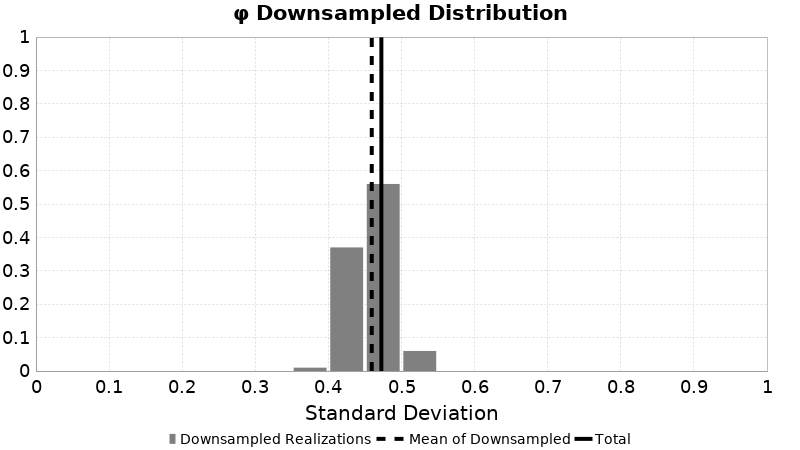 φ Downsampled Distribution
1
0.9
0.8
0.7
0.6
0.5
0.4
0.3
0.2
0.1
0
0 0.1 0.2 0.3 0.4 0.5 0.6 0.7 0.8 0.9 1
Standard Deviation
Downsampled Realizations Mean of Downsampled Total